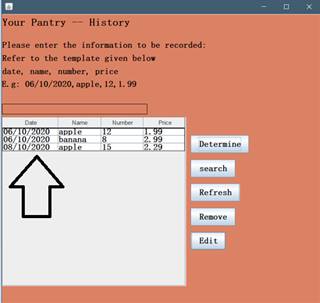 Your Pantry -- History
Please enter the information to be recorded:
Refer to the template given below
date, name, number, price
E.g: 06/10/2020,apple,12,1.99
Date Name Number Price
06/10/2020 apple 12 1.99
06/10/2020 banana 8 2.99
08/10/2020 apple 15 2.29
Determine
search
Refresh
Remove
Edit